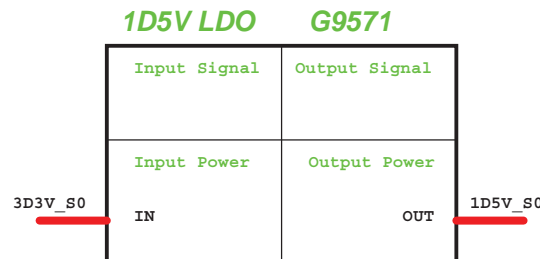 1D5V LDO G9571
Input Signal Output Signal
Input Power Output Power
3D3V_S0 IN OUT 1D5V_S0